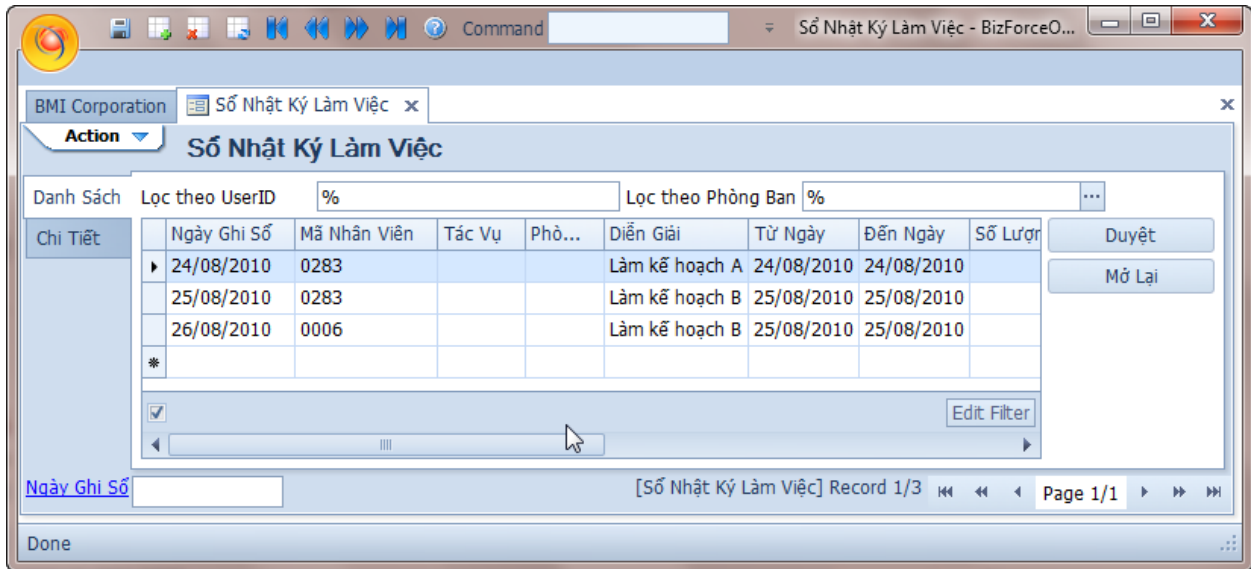 Command Sổ Nhật Ký Làm Việc - BizForceO...
BMI Corporation Sổ Nhật Ký Làm Việc
Action
Sổ Nhật Ký Làm Việc
Danh Sách Lọc theo UserID % Lọc theo Phòng Ban % ...
Chi Tiết Ngày Ghi Sổ Mã Nhân Viên Tác Vụ Phò... Diễn Giải Từ Ngày Đến Ngày Số Lượn Duyệt
24/08/2010 0283 Làm kế hoạch A 24/08/2010 24/08/2010
Mở Lại
25/08/2010 0283 Làm kế hoạch B 25/08/2010 25/08/2010
26/08/2010 0006 Làm kế hoạch B 25/08/2010 25/08/2010
Edit Filter
Ngày Ghi Sổ [Sổ Nhật Ký Làm Việc] Record 1/3 Page 1/1
Done